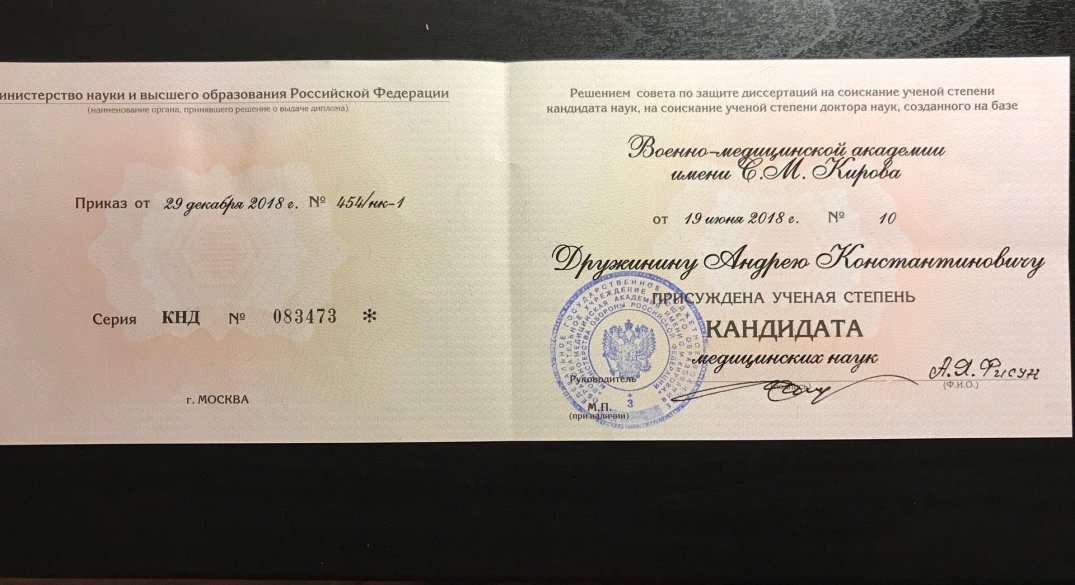 инистерство науки и высшего образования Российской Федерации
(наименование органа, принявшего решение о выдаче диплома)
Приказ от 29 декабря 2018 г. № 454/нк-1
Серия КНД № 083473 *
г. МОСКВА
Решением совета по защите диссертаций на соискание ученой степени
кандидата наук, на соискание ученой степени доктора наук, созданного на базе
Военно-медицинской академии
имени С.М. Кирова
от 19 июня 2018 г. № 10
Дружинину Андрею Константиновичу
ПРИСУЖДЕНА УЧЕНАЯ СТЕПЕНЬ
КАНДИДАТА
медицинских наук
Руководитель
А.Я. Фисун
(Ф.И.О.)
М.П.
(при наличии)
3